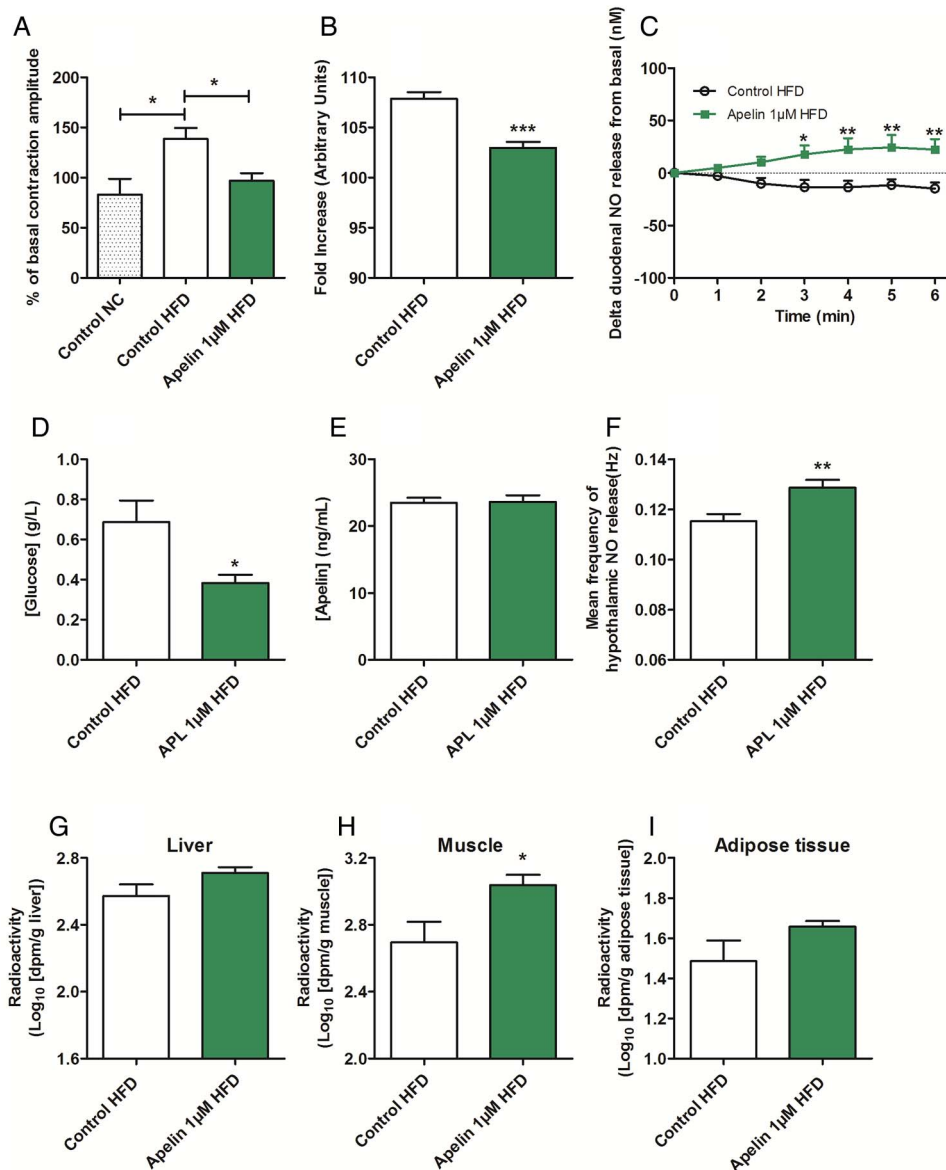 A
% of basal contraction amplitude
200
150
100
50
0
*
*
Control NC
Control HFD
Apelin 1µM HFD
B
Fold Increase (Arbitrary Units)
110
105
100
95
90
***
Control HFD
Apelin 1µM HFD
C
Delta duodenal NO release from basal (nM)
100
50
0
-50
-100
Control HFD
Apelin 1µM HFD
* ** ** **
0 1 2 3 4 5 6
Time (min)
D
[Glucose] (g/L)
1.0
0.8
0.6
0.4
0.2
0.0
*
Control HFD
APL 1µM HFD
E
[Apelin] (ng/mL)
30
20
10
0
Control HFD
APL 1µM HFD
F
Mean frequency of
hypothalamic NO release(Hz)
0.14
0.12
0.10
0.08
0.06
**
Control HFD
APL 1µM HFD
G
Liver
Radioactivity
(Log10 [dpm/g liver])
2.8
2.4
2.0
1.6
Control HFD
Apelin 1µM HFD
H
Muscle
Radioactivity
(Log10 [dpm/g muscle])
3.2
2.8
2.4
2.0
*
Control HFD
Apelin 1µM HFD
I
Adipose tissue
Radioactivity
(Log10 [dpm/g adipose tissue])
2.0
1.8
1.6
1.4
1.2
1.0
Control HFD
Apelin 1µM HFD